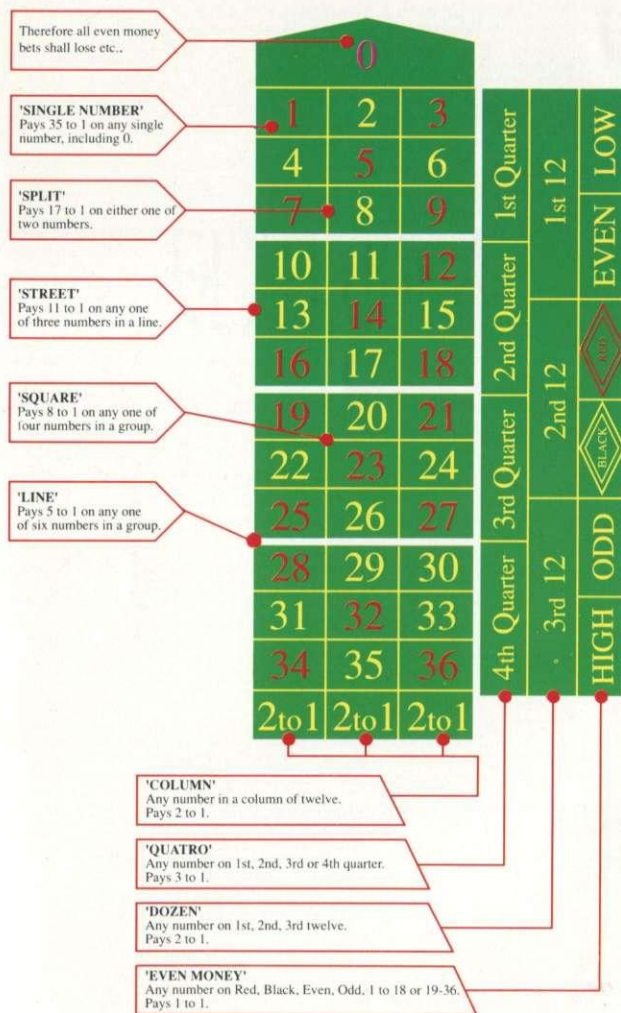 Therefore all even money
bets shall lose etc..
0
'SINGLE NUMBER'
Pays 35 to 1 on any single
number, including 0.
'SPLIT'
Pays 17 to 1 on either one of
two numbers.
'STREET'
Pays 11 to 1 on any one
of three numbers in a line.
'SQUARE'
Pays 8 to 1 on any one of
four numbers in a group.
'LINE'
Pays 5 to 1 on any one
of six numbers in a group.
1 2 3
4 5 6
7 8 9
10 11 12
13 14 15
16 17 18
19 20 21
22 23 24
25 26 27
28 29 30
31 32 33
34 35 36
2to1 2to1 2to1
1st Quarter
2nd Quarter
3rd Quarter
4th Quarter
1st 12
2nd 12
3rd 12
LOW
EVEN
RED
BLACK
ODD
HIGH
'COLUMN'
Any number in a column of twelve.
Pays 2 to 1.
'QUATRO'
Any number on 1st, 2nd, 3rd or 4th quarter.
Pays 3 to 1.
'DOZEN'
Any number on 1st, 2nd, 3rd twelve.
Pays 2 to 1.
'EVEN MONEY'
Any number on Red, Black, Even, Odd, 1 to 18 or 19-36.
Pays 1 to 1.